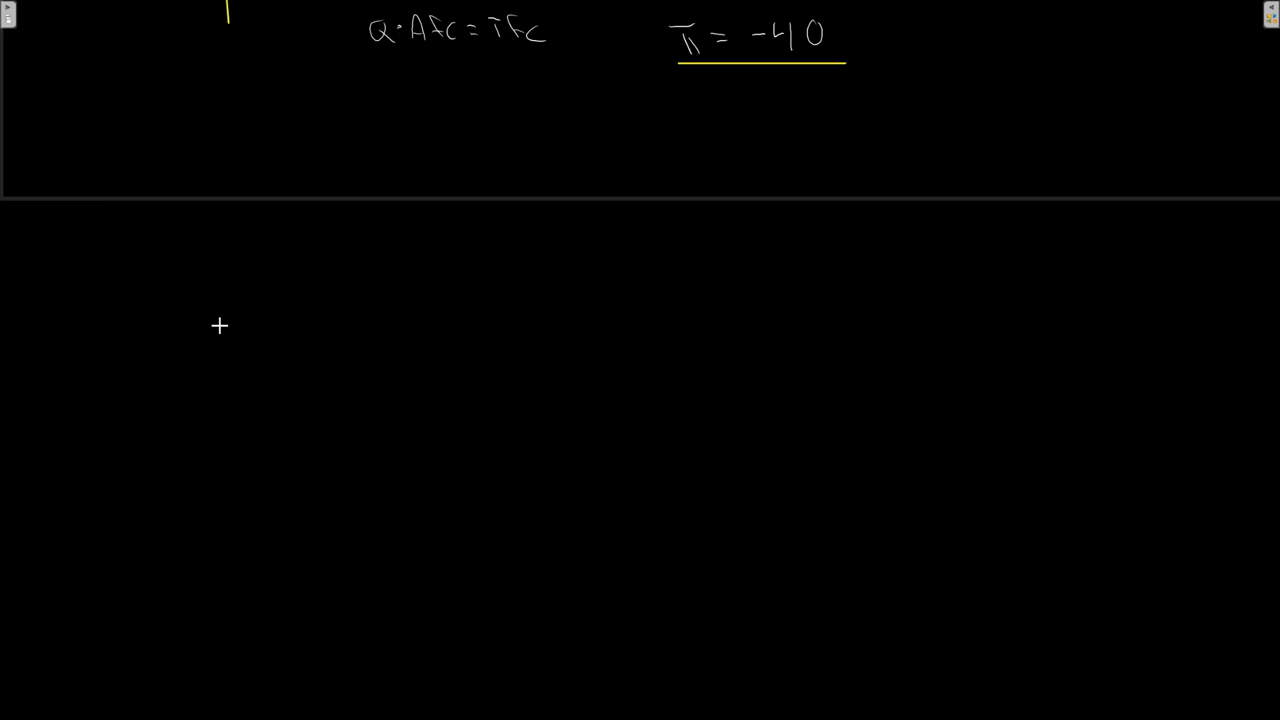 Q·AFC = TFC
π = -40